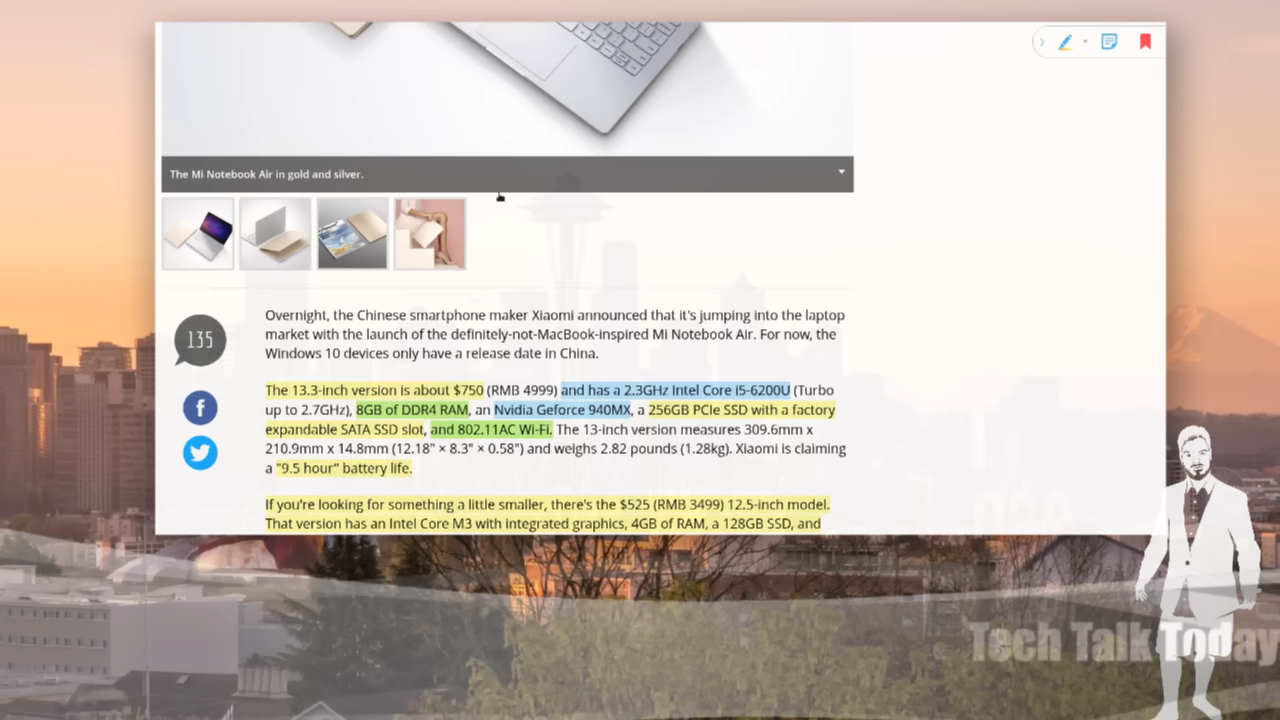 The Mi Notebook Air in gold and silver.
135
Overnight, the Chinese smartphone maker Xiaomi announced that it's jumping into the laptop
market with the launch of the definitely-not-MacBook-inspired Mi Notebook Air. For now, the
Windows 10 devices only have a release date in China.
The 13.3-inch version is about $750 (RMB 4999) and has a 2.3GHz Intel Core i5-6200U (Turbo
up to 2.7GHz), 8GB of DDR4 RAM, an Nvidia Geforce 940MX, a 256GB PCIe SSD with a factory
expandable SATA SSD slot, and 802.11AC Wi-Fi. The 13-inch version measures 309.6mm x
210.9mm x 14.8mm (12.18" × 8.3" × 0.58") and weighs 2.82 pounds (1.28kg). Xiaomi is claiming
a "9.5 hour" battery life.
If you're looking for something a little smaller, there's the $525 (RMB 3499) 12.5-inch model.
That version has an Intel Core M3 with integrated graphics, 4GB of RAM, a 128GB SSD, and
Tech Talk Today